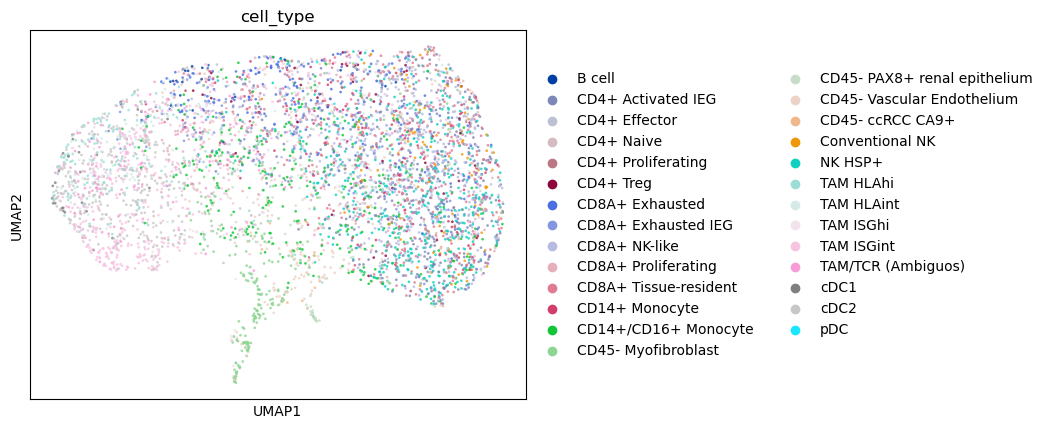 cell_type
UMAP2
UMAP1
B cell
CD4+ Activated IEG
CD4+ Effector
CD4+ Naive
CD4+ Proliferating
CD4+ Treg
CD8A+ Exhausted
CD8A+ Exhausted IEG
CD8A+ NK-like
CD8A+ Proliferating
CD8A+ Tissue-resident
CD14+ Monocyte
CD14+/CD16+ Monocyte
CD45- Myofibroblast
CD45- PAX8+ renal epithelium
CD45- Vascular Endothelium
CD45- ccRCC CA9+
Conventional NK
NK HSP+
TAM HLAhi
TAM HLAint
TAM ISGhi
TAM ISGint
TAM/TCR (Ambiguos)
cDC1
cDC2
pDC